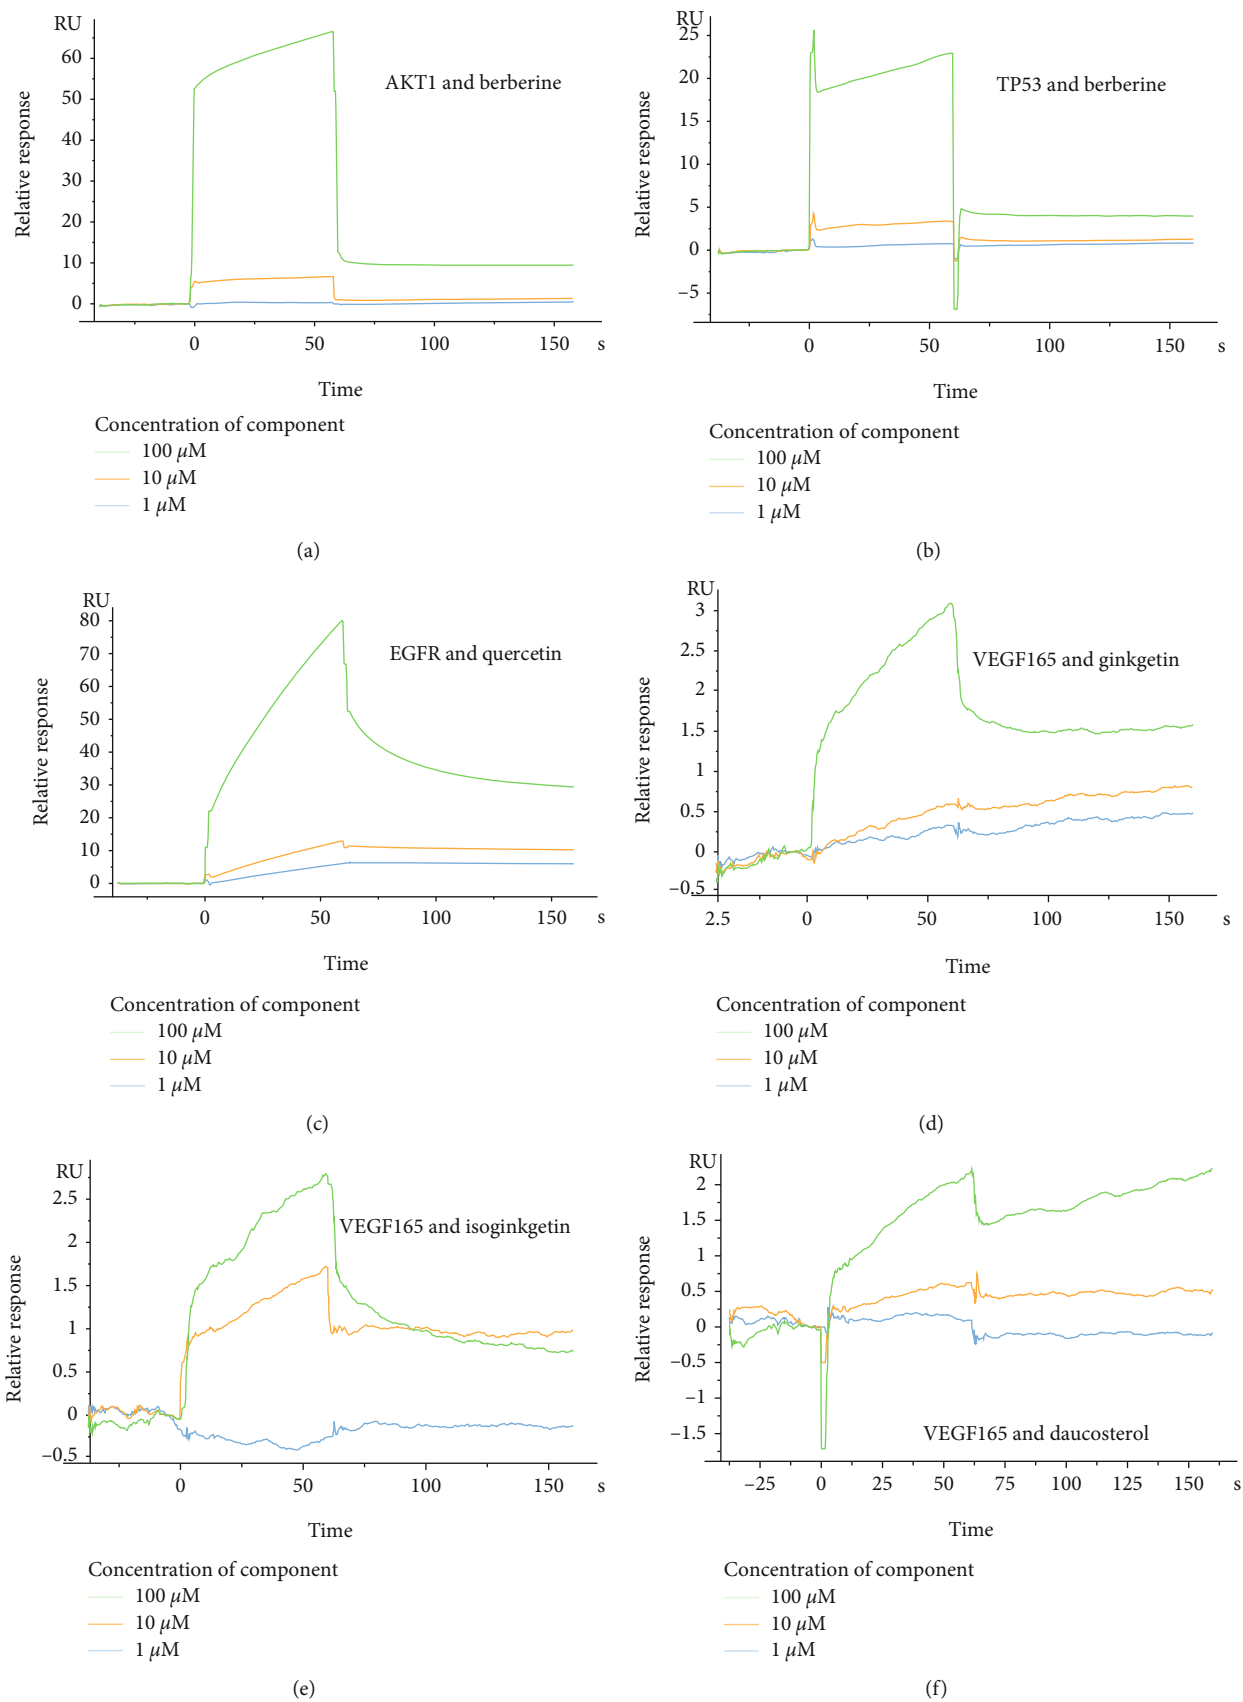 RU
60
50
40
30
20
10
0
Relative response
AKT1 and berberine
0
50
100
150
s
Time
Concentration of component
100 µM
10 µM
1 µM
(a)
RU
25
20
15
10
5
0
−5
Relative response
TP53 and berberine
0
50
100
150
s
Time
Concentration of component
100 µM
10 µM
1 µM
(b)
RU
80
70
60
50
40
30
20
10
0
Relative response
EGFR and quercetin
0
50
100
150
s
Time
Concentration of component
100 µM
10 µM
1 µM
(c)
RU
3
2.5
2
1.5
1
0.5
0
−0.5
Relative response
VEGF165 and ginkgetin
2.5
0
50
100
150
s
Time
Concentration of component
100 µM
10 µM
1 µM
(d)
RU
2.5
2
1.5
1
0.5
0
−0.5
Relative response
VEGF165 and isoginkgetin
0
50
100
150
s
Time
Concentration of component
100 µM
10 µM
1 µM
(e)
RU
2
1.5
1
0.5
0
−0.5
−1
−1.5
Relative response
VEGF165 and daucosterol
−25
0
25
50
75
100
125
150
s
Time
Concentration of component
100 µM
10 µM
1 µM
(f)